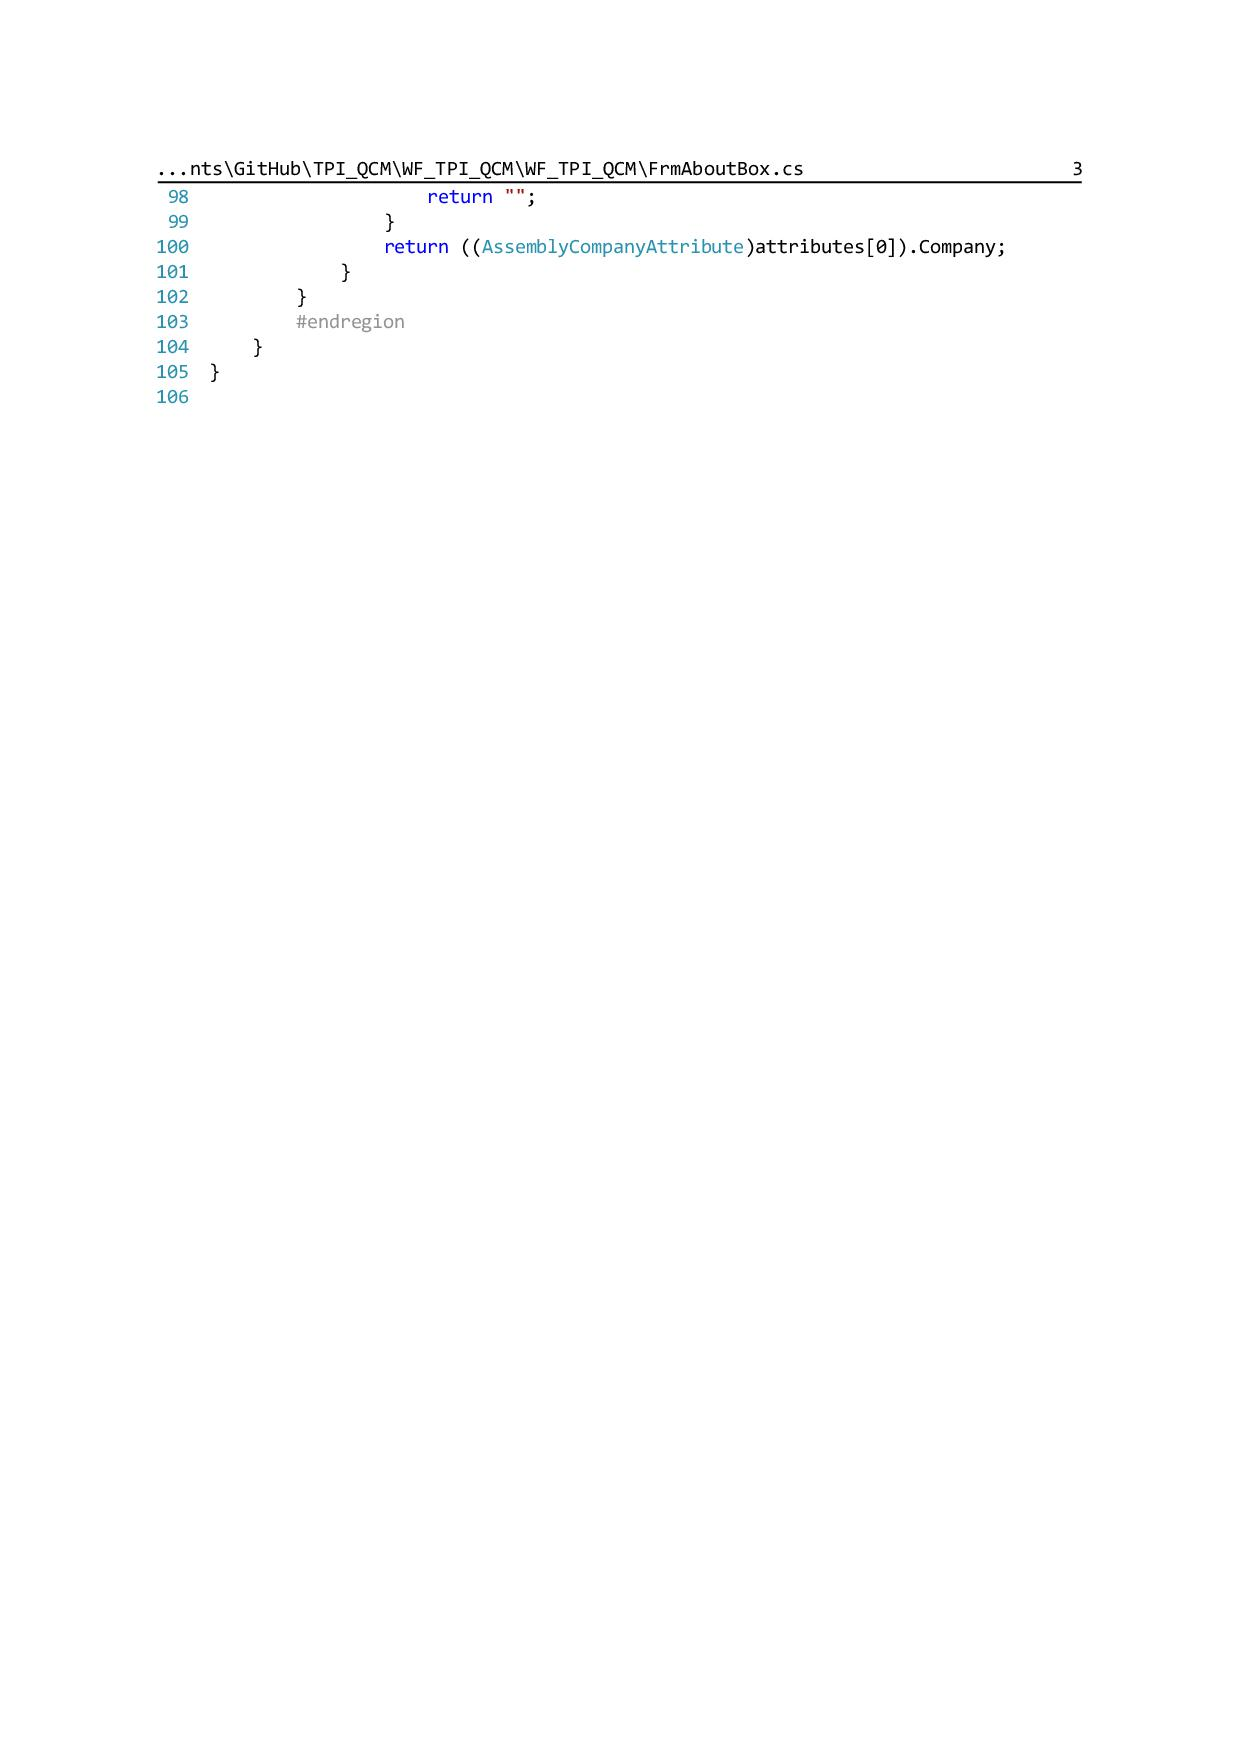 ...nts\GitHub\TPI_QCM\WF_TPI_QCM\WF_TPI_QCM\FrmAboutBox.cs 3
98                     return "";
99                 }
100                 return ((AssemblyCompanyAttribute)attributes[0]).Company;
101             }
102         }
103         #endregion
104     }
105 }
106